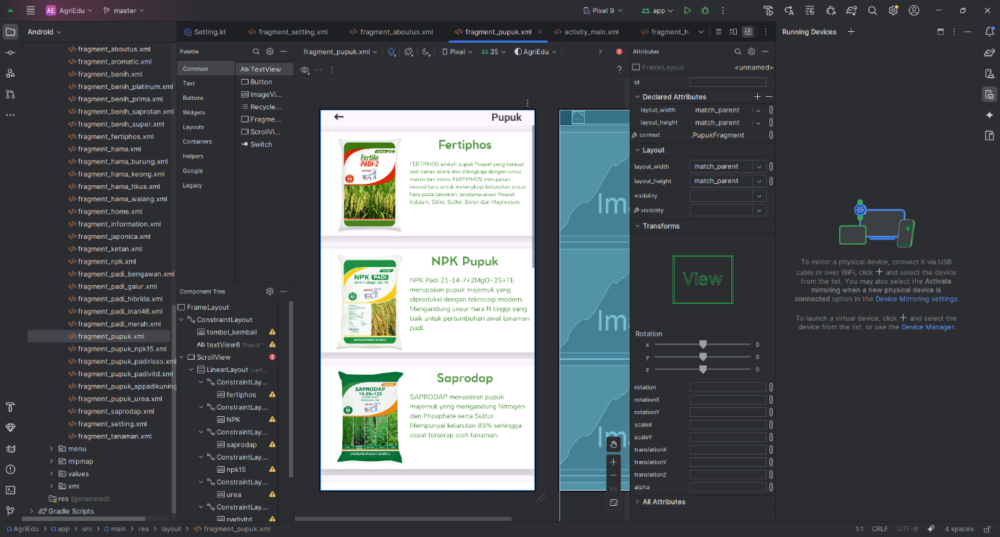 AE AgriEdu master Pixel 9 app
Android
fragment_aboutus.xml
fragment_aromatic.xml
fragment_benih.xml
fragment_benih_platinum.xml
fragment_benih_prima.xml
fragment_benih_saprotan.xml
fragment_benih_super.xml
fragment_fertiphos.xml
fragment_hama.xml
fragment_hama_burung.xml
fragment_hama_keong.xml
fragment_hama_tikus.xml
fragment_hama_walang.xml
fragment_home.xml
fragment_information.xml
fragment_japonica.xml
fragment_ketan.xml
fragment_npk.xml
fragment_padi_bengawan.xml
fragment_padi_galur.xml
fragment_padi_hibrida.xml
fragment_padi_inari46.xml
fragment_padi_merah.xml
fragment_pupuk.xml
fragment_pupuk_npk15.xml
fragment_pupuk_padirisso.xml
fragment_pupuk_padivitd.xml
fragment_pupuk_sppadikuning
fragment_pupuk_urea.xml
fragment_saprodap.xml
fragment_setting.xml
fragment_tanaman.xml
menu
mipmap
values
xml
res (generated)
Gradle Scripts
Setting.kt fragment_setting.xml fragment_aboutus.xml fragment_pupuk.xml activity_main.xml
Palette
Common
Text
Buttons
Widgets
Layouts
Containers
Helpers
Google
Legacy
Ab TextView
Button
ImageVi...
Recycle...
Fragme...
ScrollVi...
Switch
Component Tree
FrameLayout
ConstraintLayout
tombol_kembali
Ab textView6 "Pupuk"
ScrollView
LinearLayout (vert...
ConstraintLay...
fertiphos
ConstraintLay...
NPK
ConstraintLay...
saprodap
ConstraintLay...
npk15
ConstraintLay...
urea
ConstraintLay...
padivitd
fragment_pupuk.xml Pixel 35 AgriEdu
?
Pupuk
Fertila
PADI-2
Fertiphos
FERTIPHOS adalah pupuk Pospat yang berasal
dari bahan alami dan dilengkapi dengan unsur
makro dan mikro. FERTIPHOS merupakan
inovasi baru untuk melengkapi kebutuhan unsur
hara pada tanaman, terutama unsur Pospat,
Kalsium, Silika, Sulfur, Boron dan Magnesium.
NPK PADI
21-14-7+2MgO+2S+TE
50
JANGAN PAKAI GANCU
NPK Pupuk
NPK Padi 21-14-7+2MgO+2S+TE
merupakan pupuk majemuk yang
diproduksi dengan teknologi modern.
Mengandung unsur hara N tinggi yang
baik untuk pertumbuhan awal tanaman
padi.
SAPRODAP
16-20+12S
50
JANGAN PAKAI GANCU
Saprodap
SAPRODAP merupakan pupuk
majemuk yang mengandung Nitrogen
dan Phosphate serta Sulfur.
Mempunyai kelarutan 85% sehingga
cepat terserap oleh tanaman.
Im
Im
Im
1:1
Attributes
FrameLayout <unnamed>
id
Declared Attributes
layout_width match_parent
layout_height match_parent
context .PupukFragment
Layout
layout_width match_parent
layout_height match_parent
visibility
visibility
Transforms
View
Rotation
x 0
y 0
z 0
rotation
rotationX
rotationY
scaleX
scaleY
translationX
translationY
translationZ
alpha
All Attributes
Running Devices
To mirror a physical device, connect it via USB
cable or over WiFi, click + and select the device
from the list. You may also select the Activate
mirroring when a new physical device is
connected option in the Device Mirroring settings.
To launch a virtual device, click + and select the
device from the list, or use the Device Manager.
AgriEdu > app > src > main > res > layout > fragment_pupuk.xml
1:1 CRLF UTF-8 4 spaces